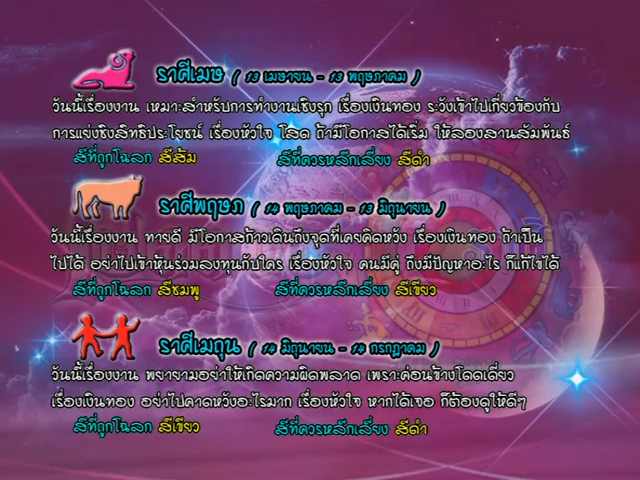 ราศีเมษ ( 13 เมษายน - 13 พฤษภาคม )
วันนี้เรื่องงาน เหมาะสำหรับการทำงานเชิงรุก เรื่องเงินทอง ระวังเข้าไปเกี่ยวข้องกับ
การแย่งชิงสิทธิประโยชน์ เรื่องหัวใจ โสด ถ้ามีโอกาสได้เริ่ม ให้ลองสานสัมพันธ์
สีที่ถูกโฉลก สีส้ม สีที่ควรหลีกเลี่ยง สีดำ
ราศีพฤษภ ( 14 พฤษภาคม - 13 มิถุนายน )
วันนี้เรื่องงาน ทายดี มีโอกาสก้าวเดินถึงจุดที่เคยคิดหวัง เรื่องเงินทอง ถ้าเป็น
ไปได้ อย่าไปเข้าหุ้นร่วมลงทุนกับใคร เรื่องหัวใจ คนมีคู่ ถึงมีปัญหาอะไร ก็แก้ไขได้
สีที่ถูกโฉลก สีชมพู สีที่ควรหลีกเลี่ยง สีเขียว
ราศีเมถุน ( 14 มิถุนายน - 14 กรกฎาคม )
วันนี้เรื่องงาน พยายามอย่าให้เกิดความผิดพลาด เพราะค่อนข้างโดดเดี่ยว
เรื่องเงินทอง อย่าไปคาดหวังอะไรมาก เรื่องหัวใจ หากได้เจอ ก็ต้องดูให้ดีๆ
สีที่ถูกโฉลก สีเขียว สีที่ควรหลีกเลี่ยง สีดำ